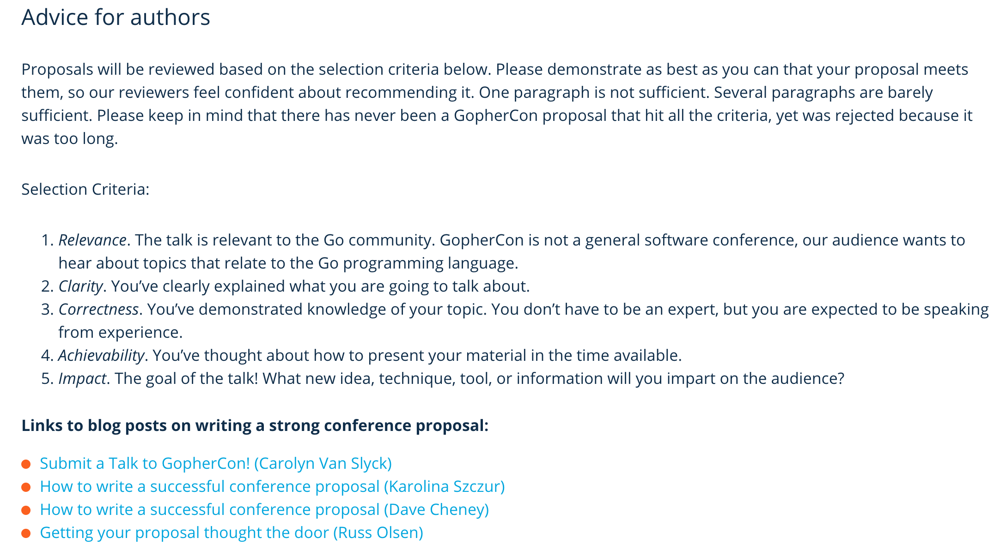 Advice for authors
Proposals will be reviewed based on the selection criteria below. Please demonstrate as best as you can that your proposal meets
them, so our reviewers feel confident about recommending it. One paragraph is not sufficient. Several paragraphs are barely
sufficient. Please keep in mind that there has never been a GopherCon proposal that hit all the criteria, yet was rejected because it
was too long.
Selection Criteria:
1. Relevance. The talk is relevant to the Go community. GopherCon is not a general software conference, our audience wants to
hear about topics that relate to the Go programming language.
2. Clarity. You’ve clearly explained what you are going to talk about.
3. Correctness. You’ve demonstrated knowledge of your topic. You don’t have to be an expert, but you are expected to be speaking
from experience.
4. Achievability. You’ve thought about how to present your material in the time available.
5. Impact. The goal of the talk! What new idea, technique, tool, or information will you impart on the audience?
Links to blog posts on writing a strong conference proposal:
Submit a Talk to GopherCon! (Carolyn Van Slyck)
How to write a successful conference proposal (Karolina Szczur)
How to write a successful conference proposal (Dave Cheney)
Getting your proposal thought the door (Russ Olsen)